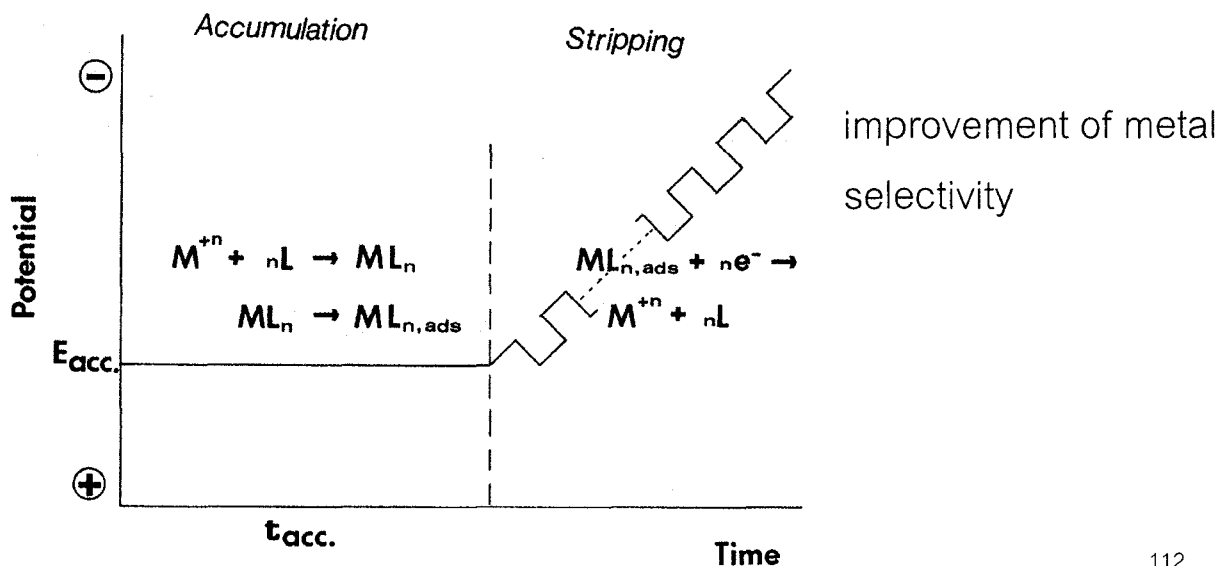 Accumulation
Stripping
⊖
improvement of metal
selectivity
Potential
M⁺ⁿ + nL → MLₙ
MLₙ → MLₙ,ads
MLₙ,ads + ne⁻ →
M⁺ⁿ + nL
Eacc.
⊕
tacc.
Time
112